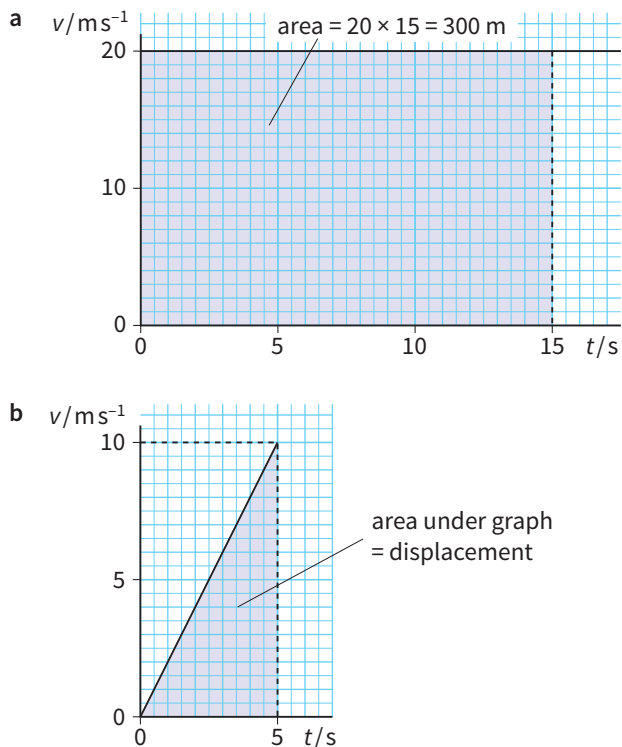 a
v/m s⁻¹
area = 20 × 15 = 300 m
20
10
0
0 5 10 15 t/s
b
v/m s⁻¹
10
5
0
0 5 t/s
area under graph
= displacement